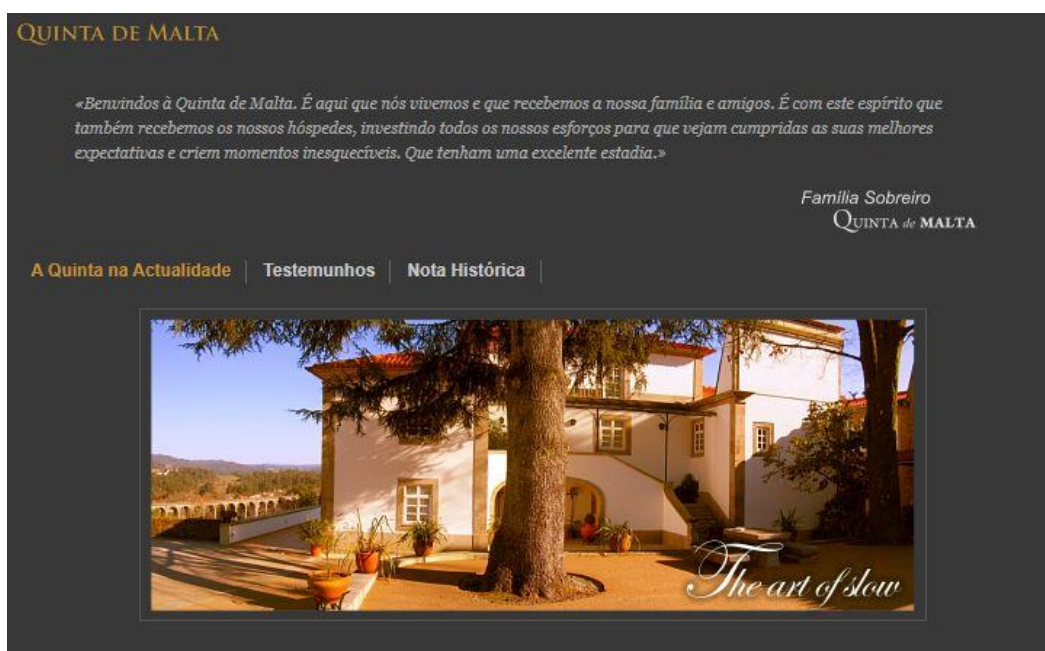 QUINTA DE MALTA
«Benvindos à Quinta de Malta. É aqui que nós vivemos e que recebemos a nossa família e amigos. É com este espírito que
também recebemos os nossos hóspedes, investindo todos os nossos esforços para que vejam cumpridas as suas melhores
expectativas e criem momentos inesquecíveis. Que tenham uma excelente estadia.»
Família Sobreiro
QUINTA de MALTA
A Quinta na Actualidade | Testemunhos | Nota Histórica |
The art of slow